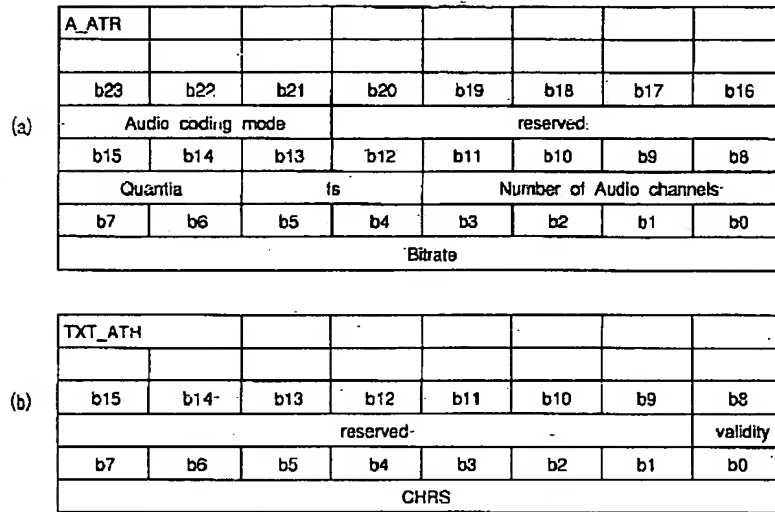 A_ATR
b23 b22 b21 b20 b19 b18 b17 b16
(a)
Audio coding mode reserved
b15 b14 b13 b12 b11 b10 b9 b8
Quantia fs Number of Audio channels
b7 b6 b5 b4 b3 b2 b1 b0
Bitrate
TXT_ATR
(b)
b15 b14 b13 b12 b11 b10 b9 b8
reserved validity
b7 b6 b5 b4 b3 b2 b1 b0
CHRS